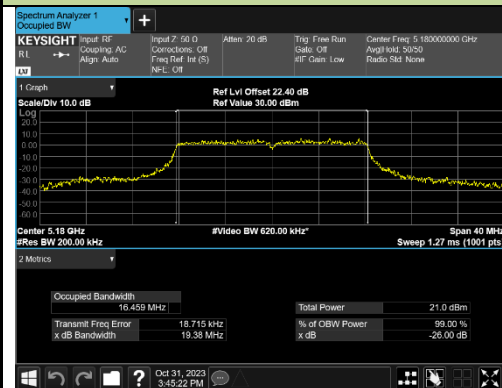 Spectrum Analyzer 1
Occupied BW
KEYSIGHT
RL
LXI
Input: RF
Coupling: AC
Align: Auto
Input Z: 50 Ω
Corrections: Off
Freq Ref: Int (S)
NFE: Off
Atten: 20 dB
Trig: Free Run
Gate: Off
#IF Gain: Low
Center Freq: 5.180000000 GHz
Avg|Hold: 50/50
Radio Std: None
1 Graph
Scale/Div 10.0 dB
Ref Lvl Offset 22.40 dB
Ref Value 30.00 dBm
Log
20.0
10.0
0.00
-10.0
-20.0
-30.0
-40.0
-50.0
-60.0
Center 5.18 GHz
#Res BW 200.00 kHz
#Video BW 620.00 kHz*
Span 40 MHz
Sweep 1.27 ms (1001 pts
2 Metrics
Occupied Bandwidth
16.459 MHz
Total Power 21.0 dBm
Transmit Freq Error 18.715 kHz
% of OBW Power 99.00 %
x dB Bandwidth 19.38 MHz
x dB -26.00 dB
Oct 31, 2023
3:45:22 PM